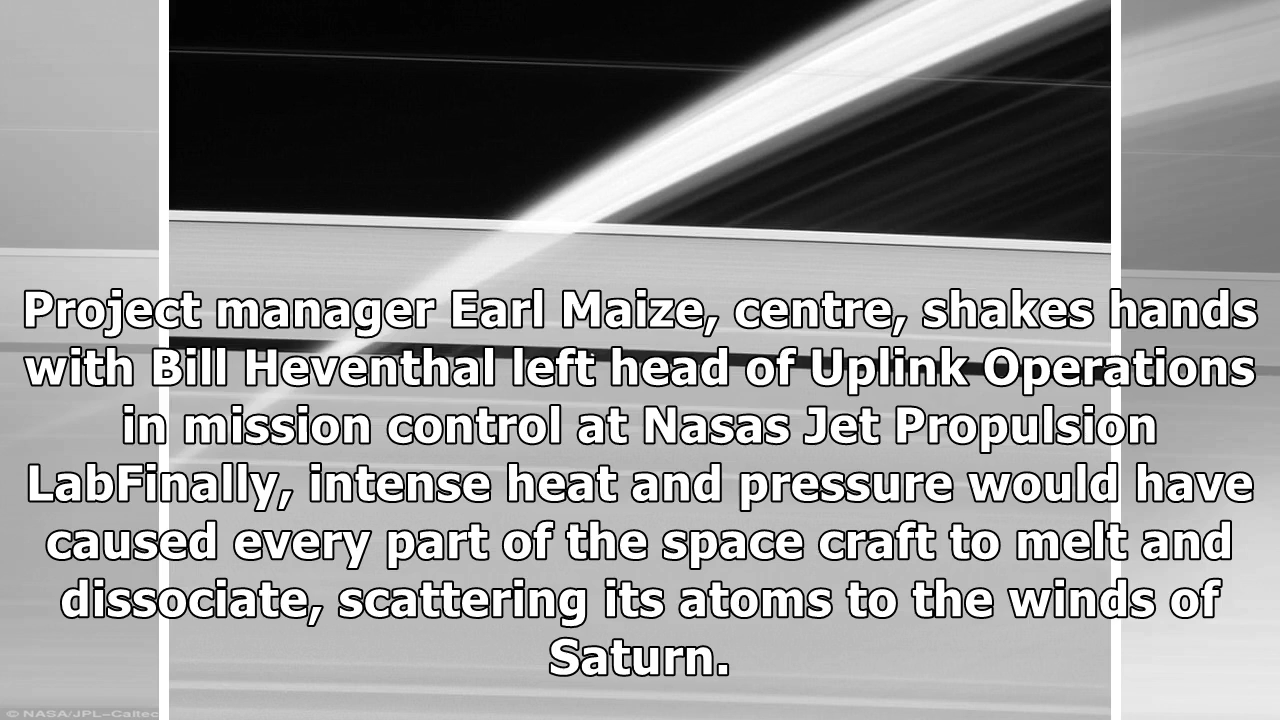 Project manager Earl Maize, centre, shakes hands
with Bill Heventhal left head of Uplink Operations
in mission control at Nasas Jet Propulsion
LabFinally, intense heat and pressure would have
caused every part of the space craft to melt and
dissociate, scattering its atoms to the winds of
Saturn.
© NASA/JPL-Caltec